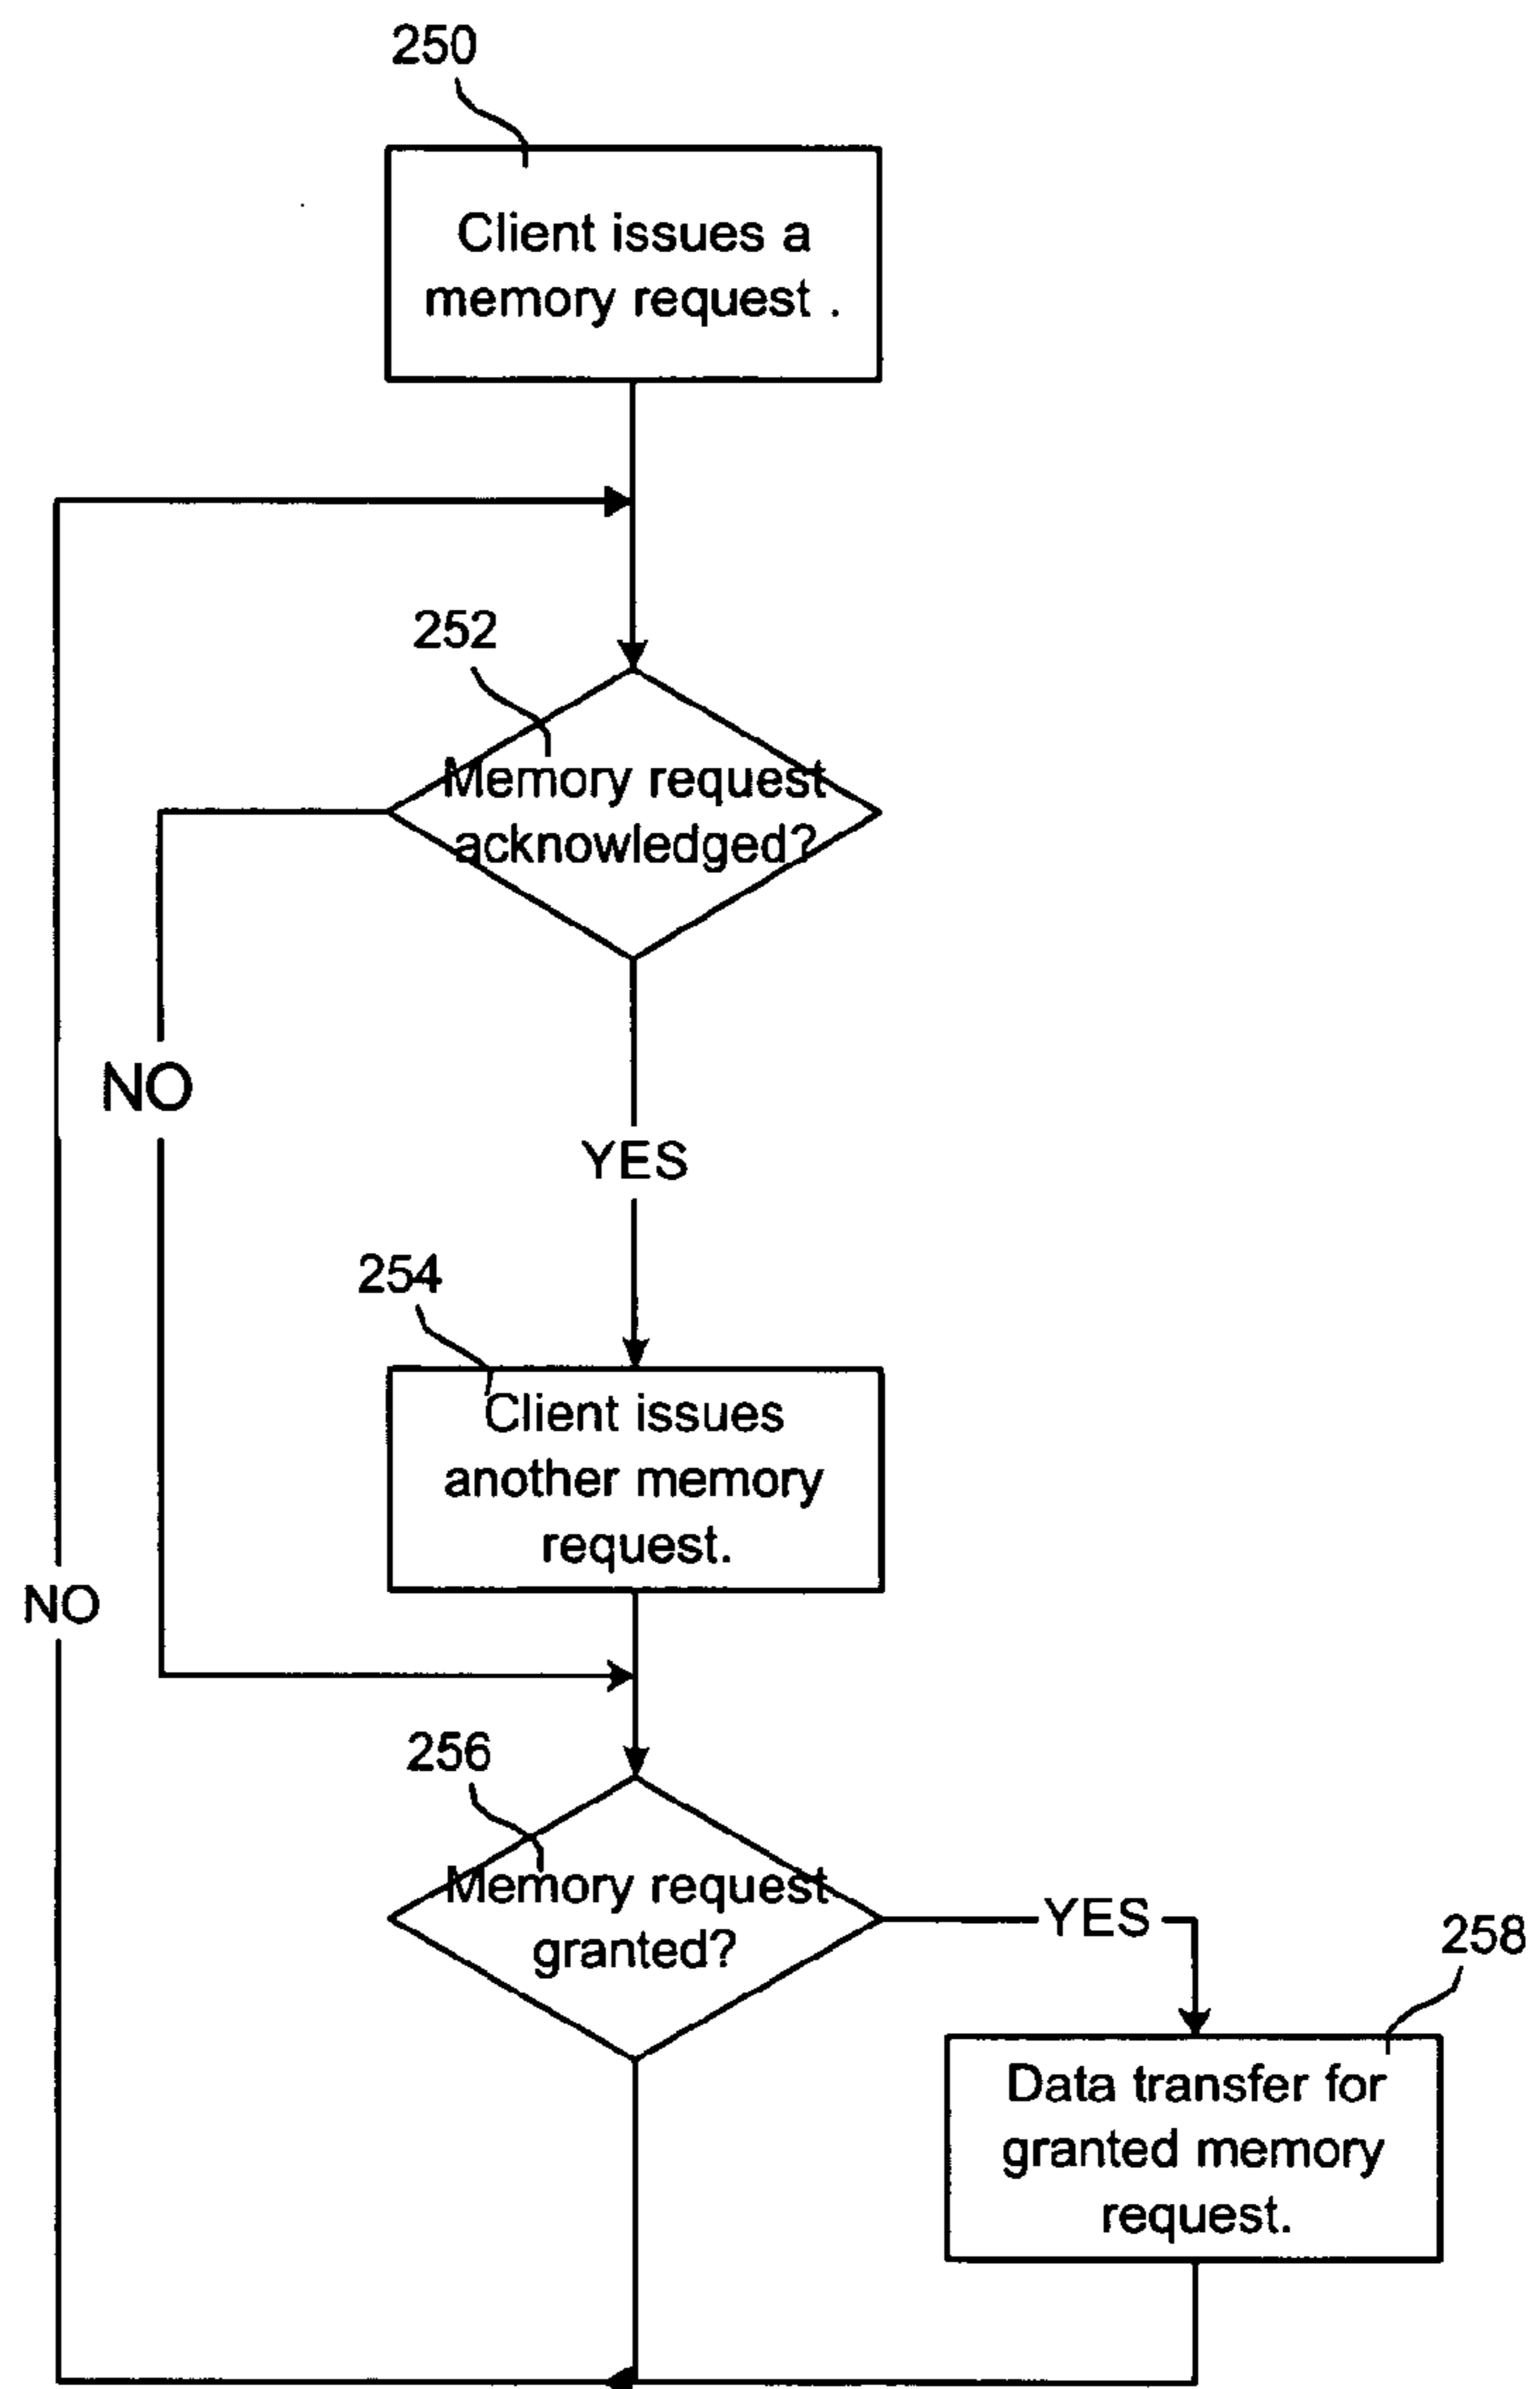 250
Client issues a
memory request .
252
Memory request
acknowledged?
NO
YES
254
Client issues
another memory
request.
NO
256
Memory request
granted?
YES
258
Data transfer for
granted memory
request.